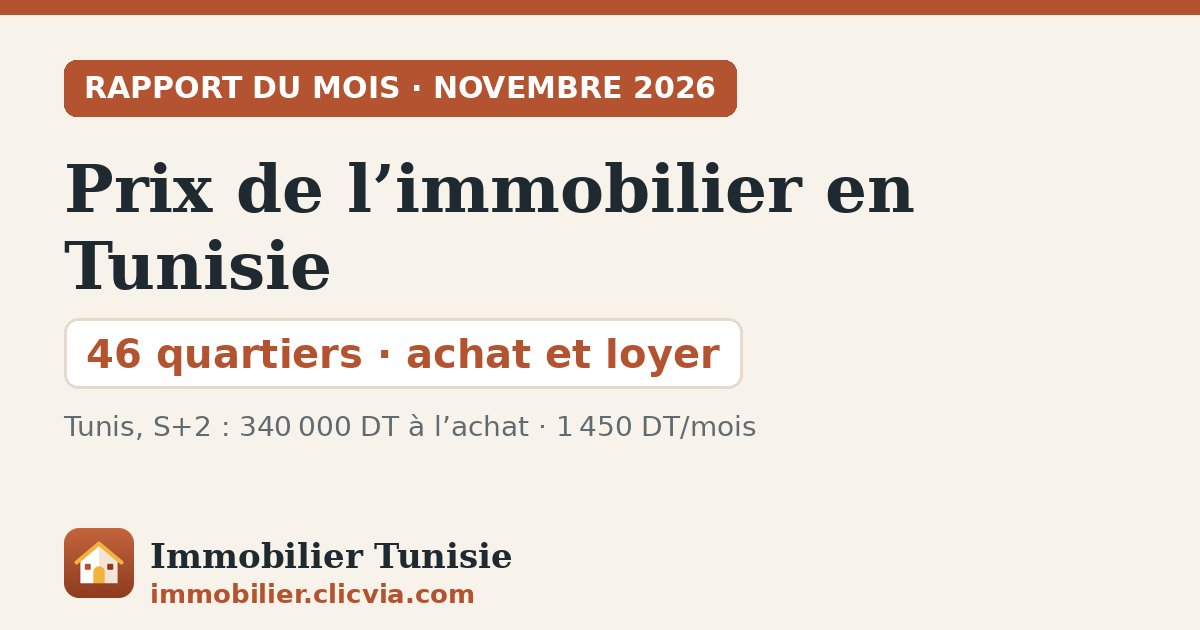 RAPPORT DU MOIS · NOVEMBRE 2026
Prix de l’immobilier en
Tunisie
46 quartiers · achat et loyer
Tunis, S+2 : 340 000 DT à l’achat · 1 450 DT/mois
Immobilier Tunisie
immobilier.clicvia.com